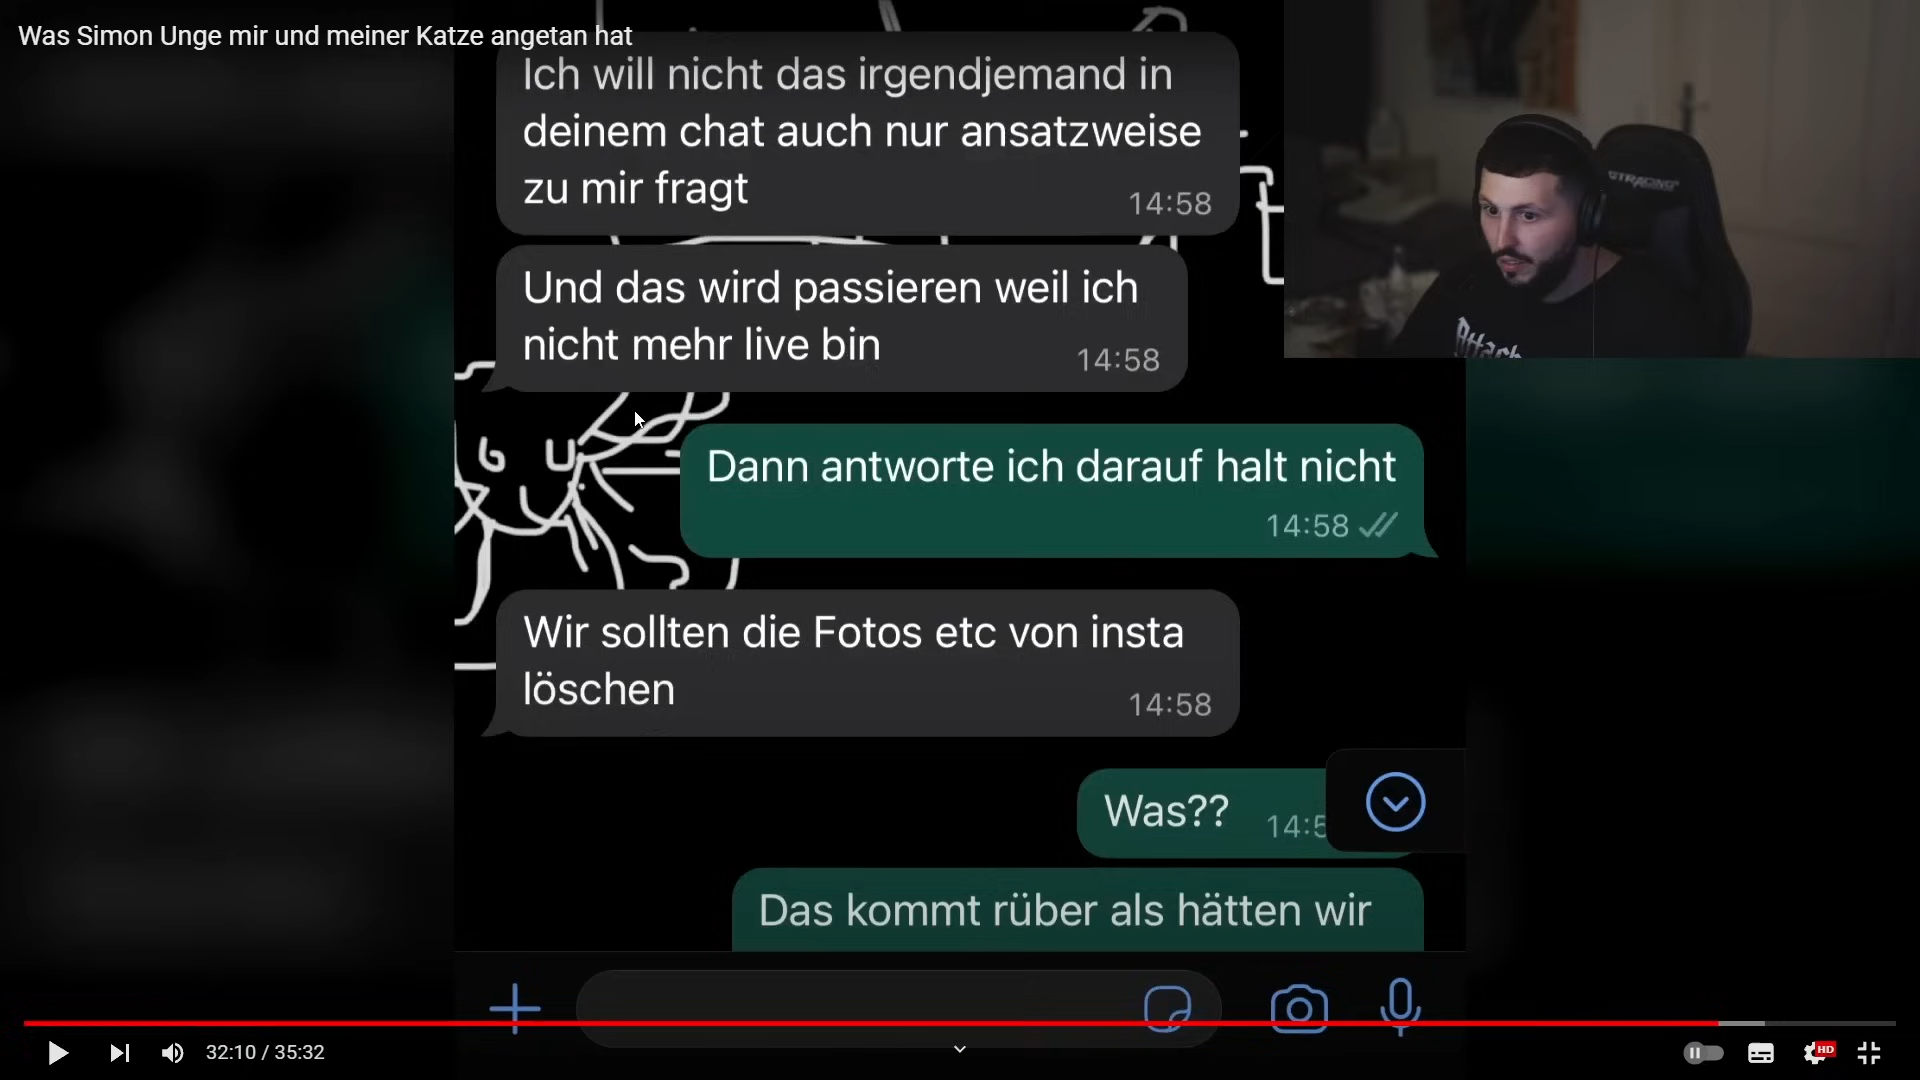 Was Simon Unge mir und meiner Katze angetan hat
Ich will nicht das irgendjemand in
deinem chat auch nur ansatzweise
zu mir fragt
14:58
GTRACING
Und das wird passieren weil ich
nicht mehr live bin
14:58
Attack
Dann antworte ich darauf halt nicht
14:58
Wir sollten die Fotos etc von insta
löschen
14:58
Was??
14:5
Das kommt rüber als hätten wir
32:10 / 35:32
HD